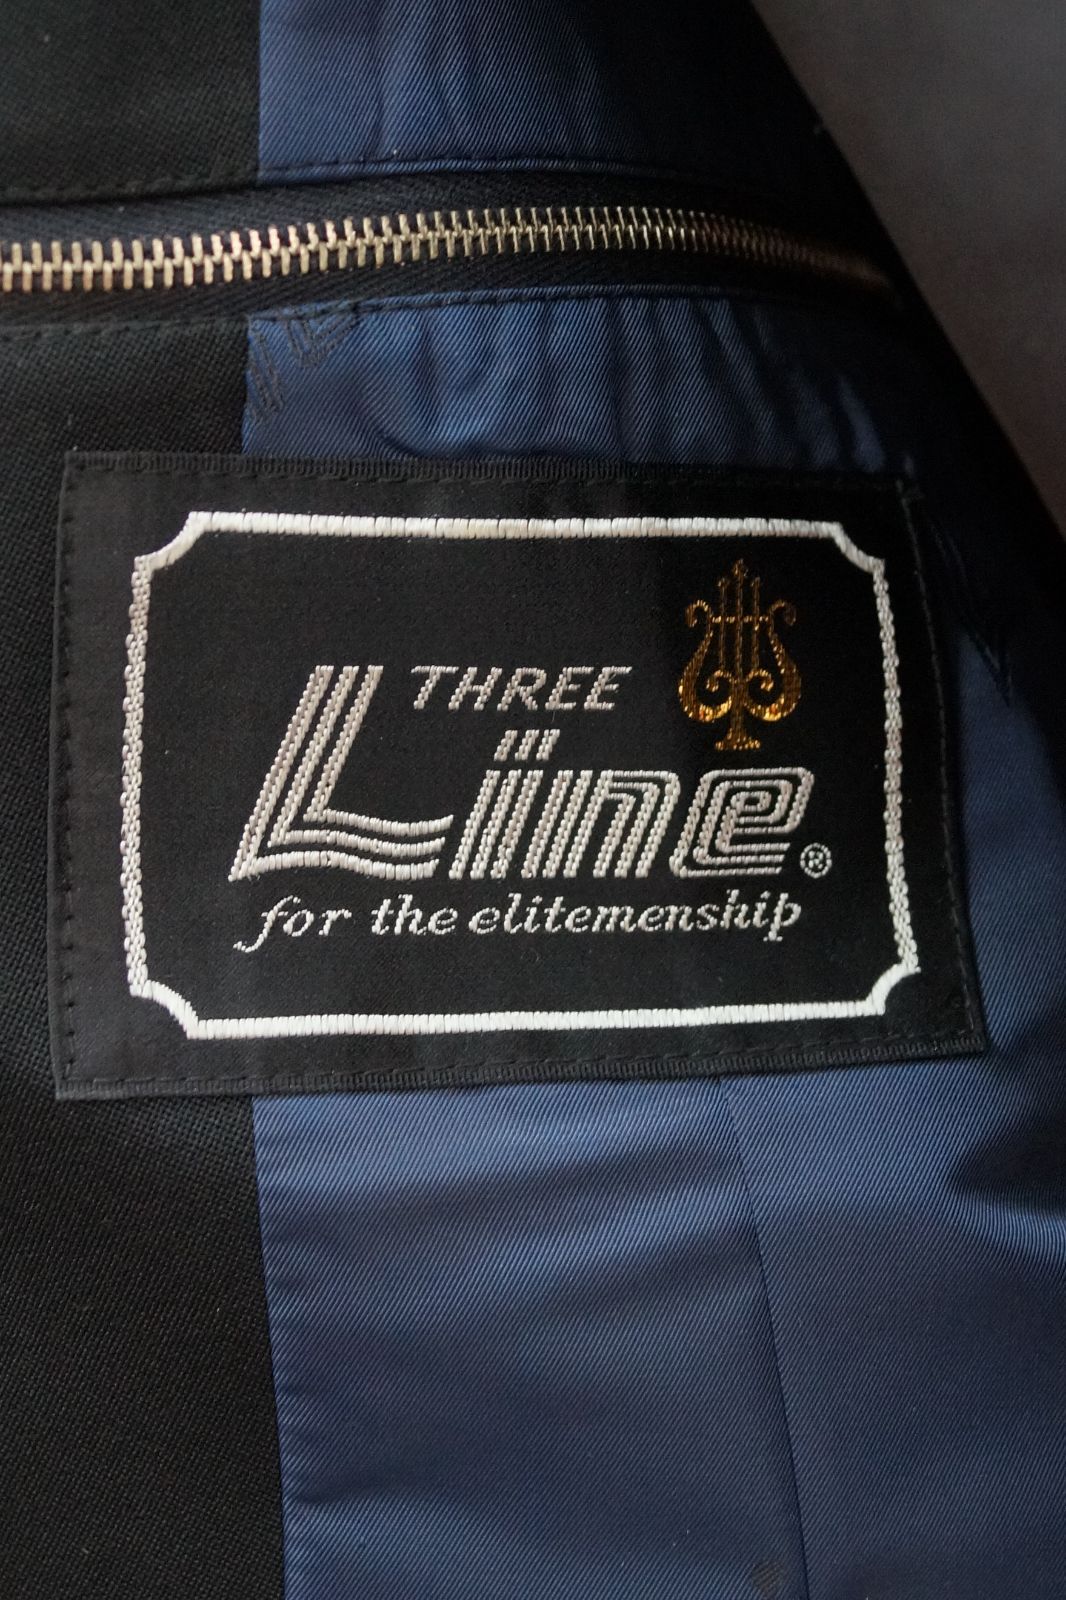 THREE
Line®
for the elitemenship